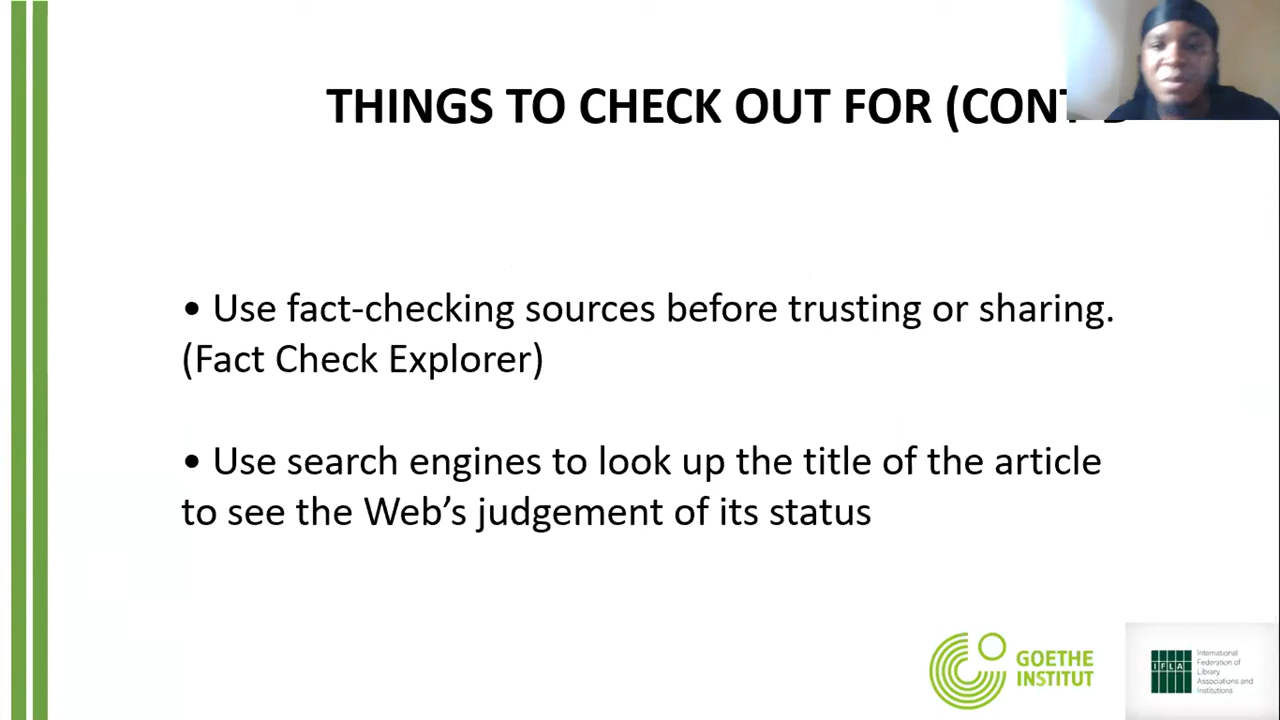 THINGS TO CHECK OUT FOR (CONT
• Use fact-checking sources before trusting or sharing.
(Fact Check Explorer)
• Use search engines to look up the title of the article
to see the Web's judgement of its status
GOETHE
INSTITUT
IFLA
International
Federation of
Library
Associations and
Institutions